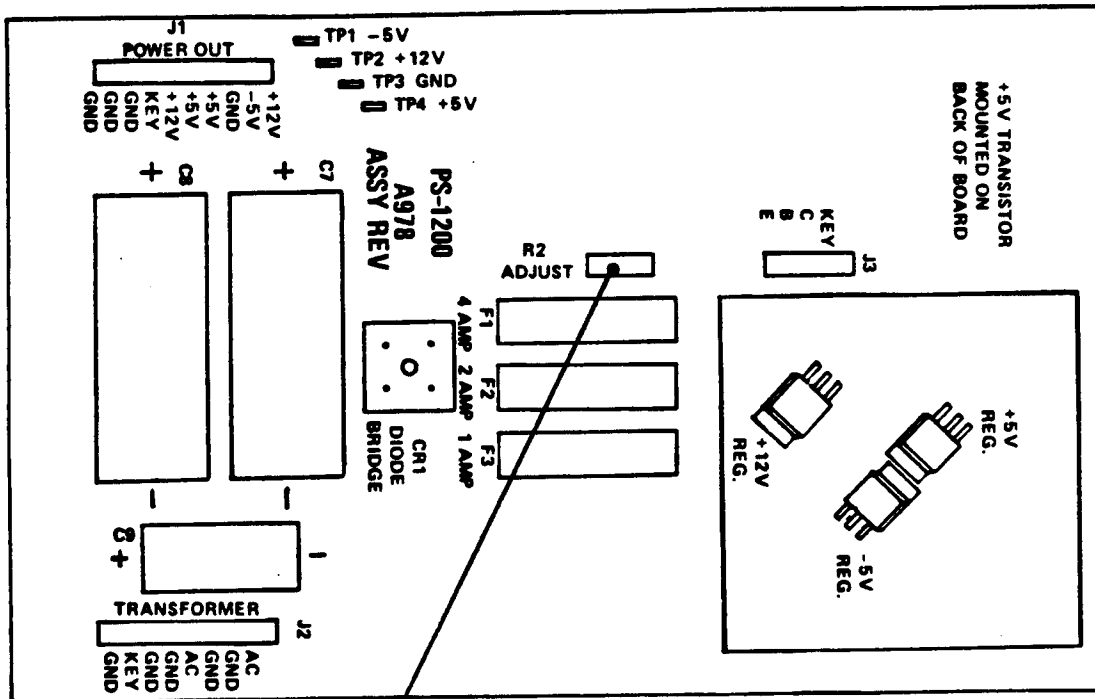 J1
POWER OUT
GND
GND
GND
KEY
+12V
+5V
+5V
GND
-5V
+12V
TP1 -5V
TP2 +12V
TP3 GND
TP4 +5V
+5V TRANSISTOR
MOUNTED ON
BACK OF BOARD
+
C8
+
C7
PS-1200
A978
ASSY REV
R2
ADJUST
KEY
C
B
E
J3
F1
4 AMP
F2
2 AMP
F3
1 AMP
CR1
DIODE
BRIDGE
+12V
REG.
+5V
REG.
-5V
REG.
-
-
C9
+
-
TRANSFORMER
J2
GND
KEY
GND
GND
AC
GND
GND
AC